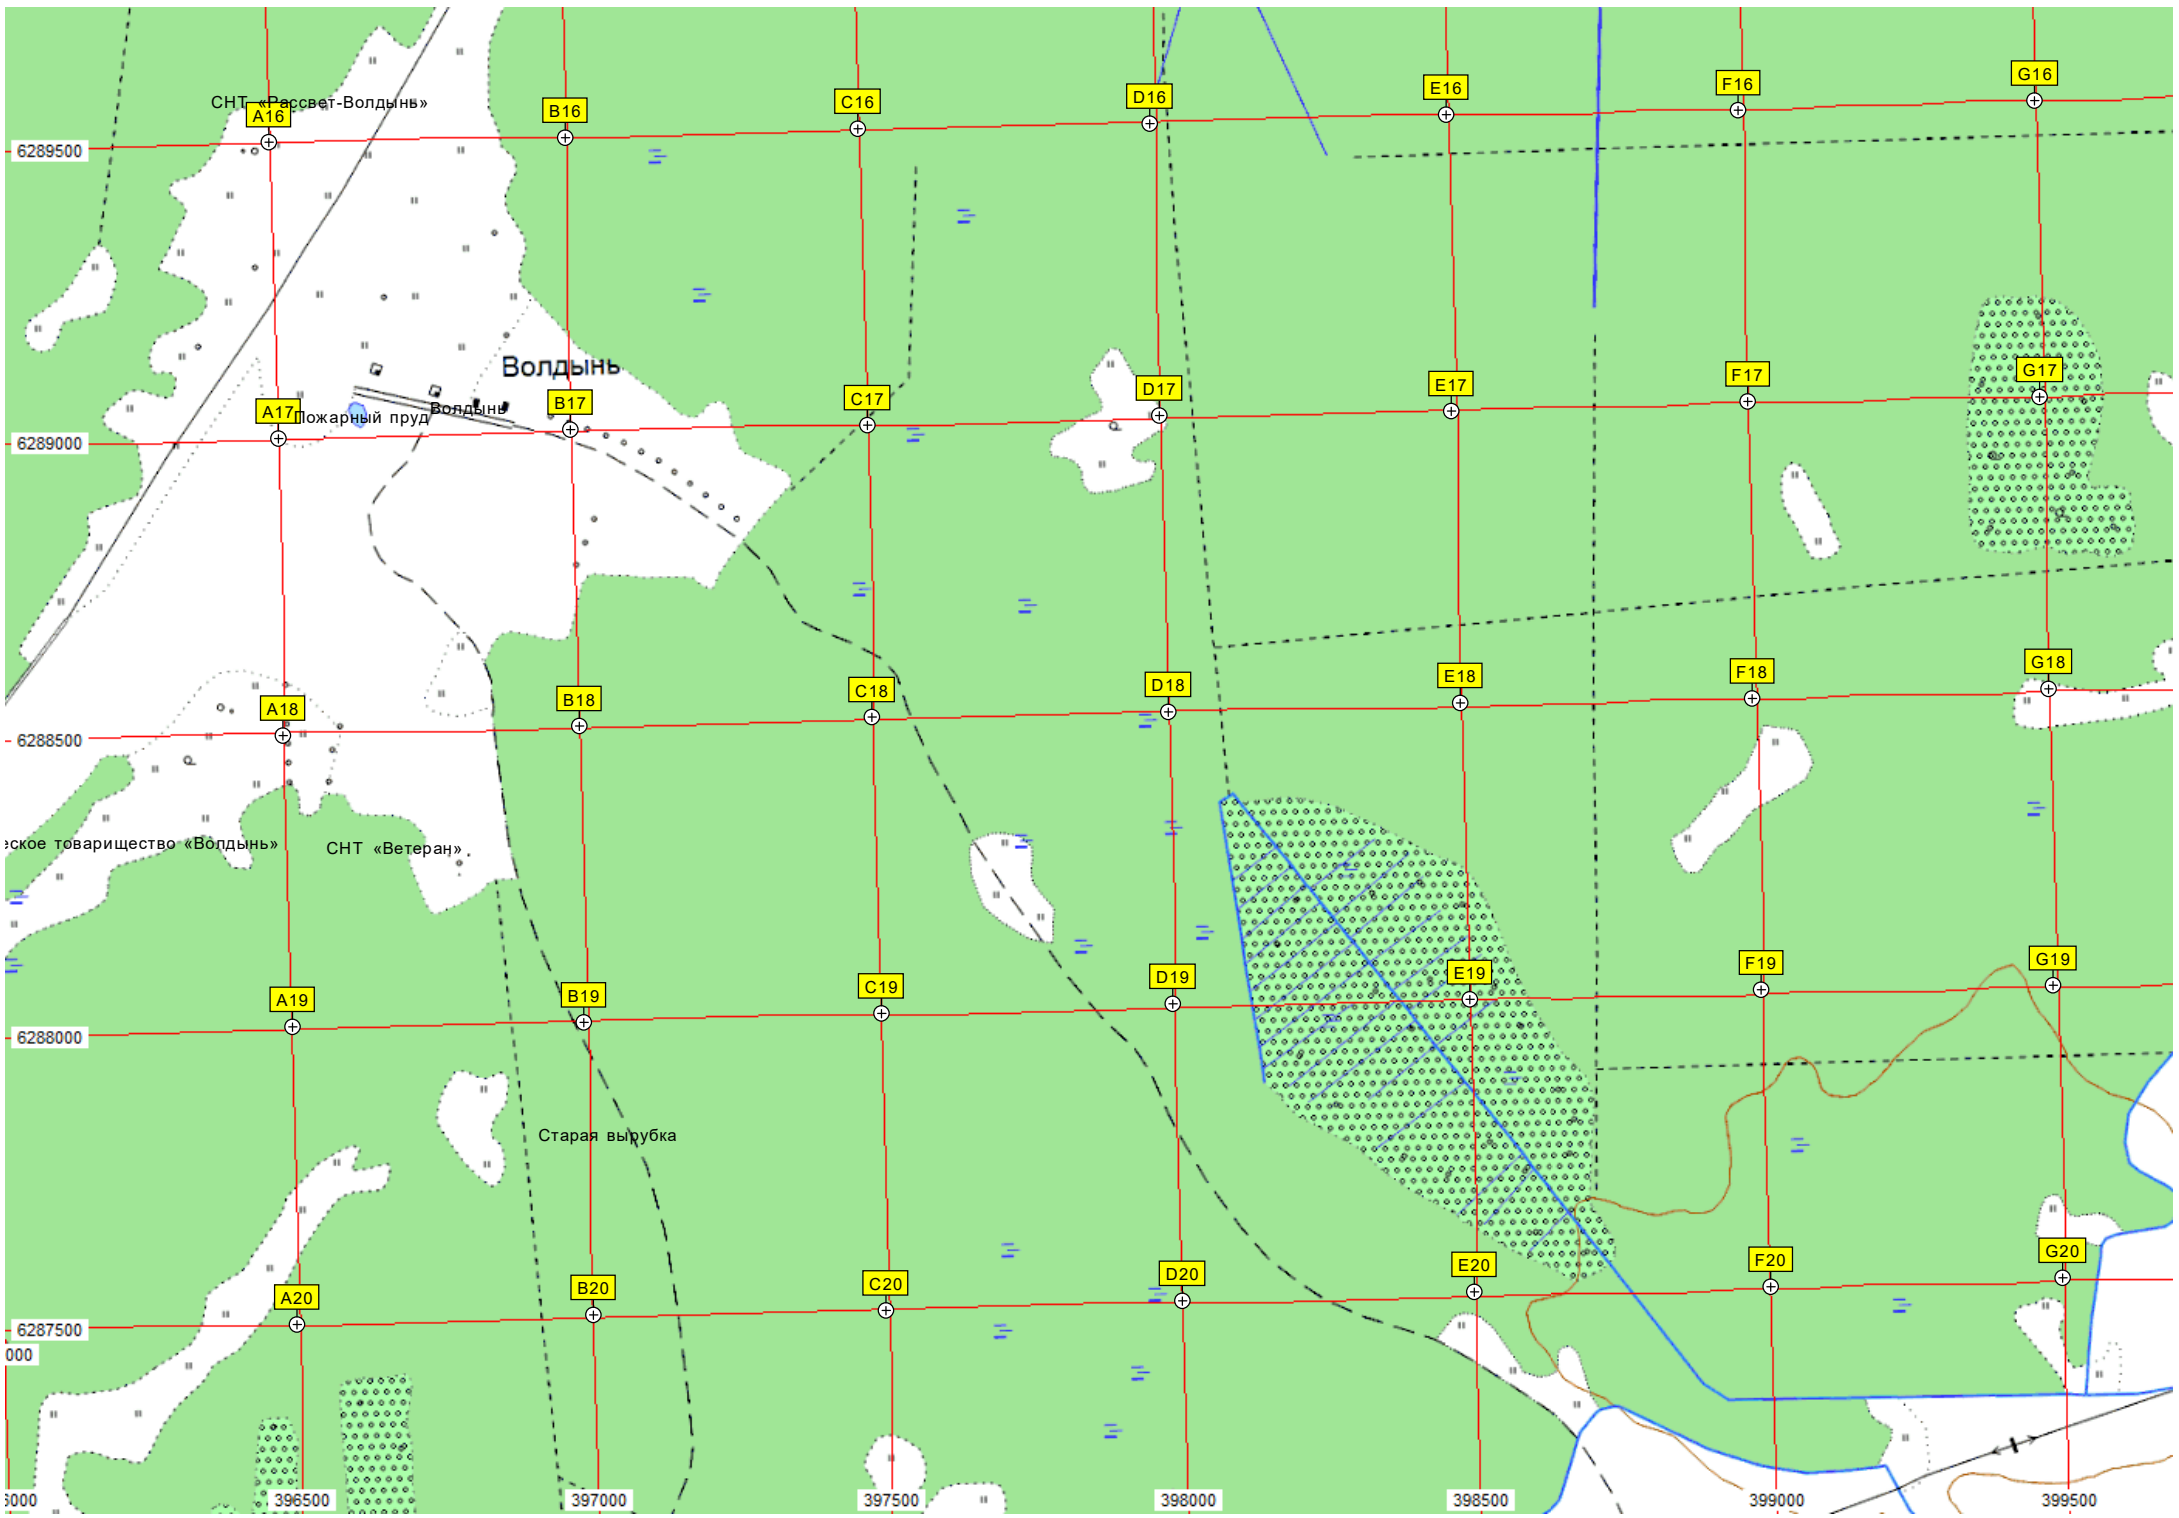 G16
F16
E16
D16
C16
B16
СНТ «Рассвет-Волдынь»
A16
6289500
Волдынь
G17
F17
E17
D17
C17
B17
Волдынь
A17
Пожарный пруд
6289000
G18
F18
E18
D18
C18
B18
A18
6288500
еское товарищество «Волдынь»
СНТ «Ветеран»
G19
F19
E19
D19
C19
B19
A19
6288000
Старая вырубка
G20
F20
E20
D20
C20
B20
A20
6287500
000
6000 396500 397000 397500 398000 398500 399000 399500